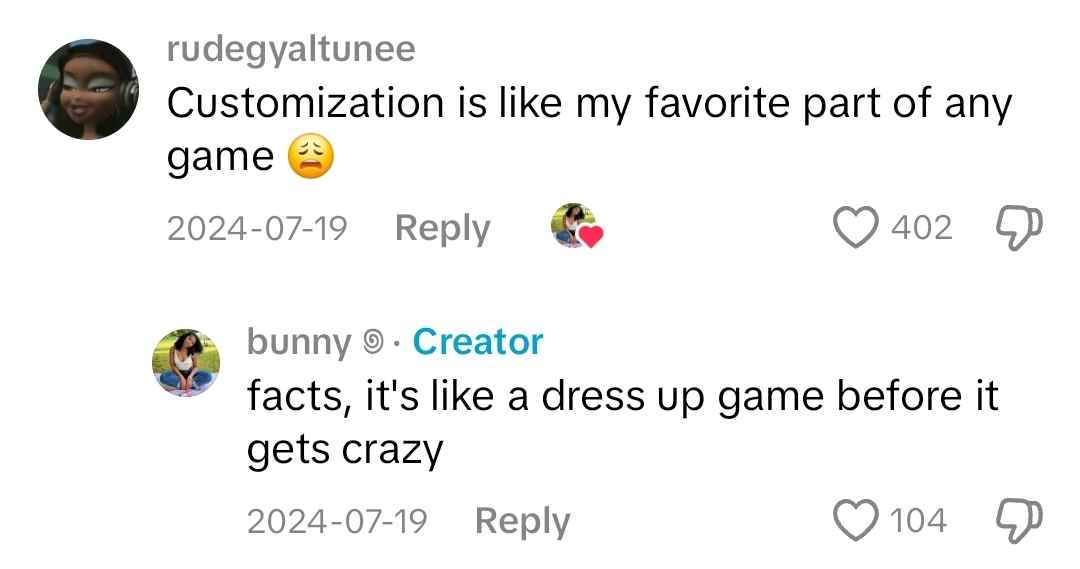 rudegyaltunee
Customization is like my favorite part of any
game 😩
2024-07-19 Reply 402
bunny ꩜ · Creator
facts, it's like a dress up game before it
gets crazy
2024-07-19 Reply 104